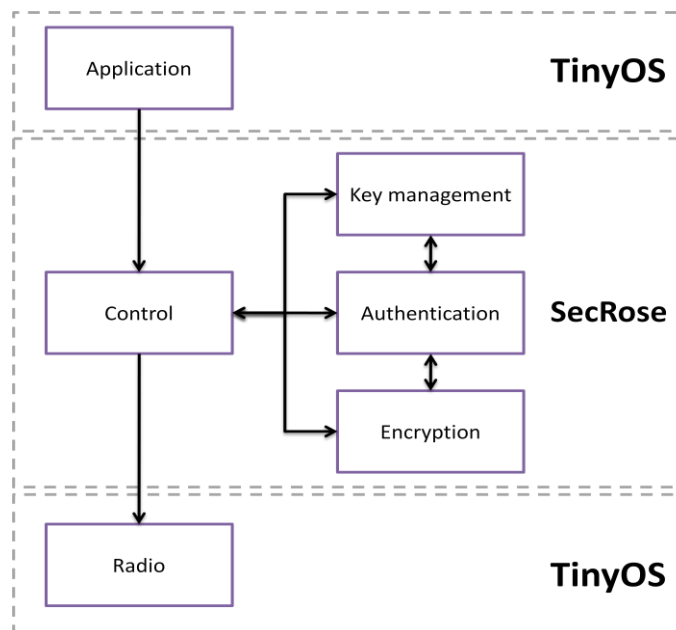 Application
TinyOS
Key management
Control
Authentication
SecRose
Encryption
Radio
TinyOS